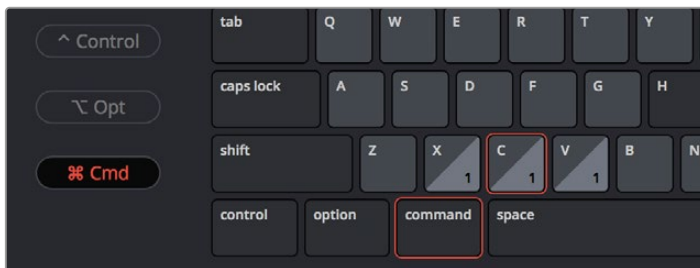 ^ Control
⌥ Opt
⌘ Cmd
tab Q W E R T Y
caps lock A S D F G H
shift Z X 1 C 1 V 1 B N
control option command space